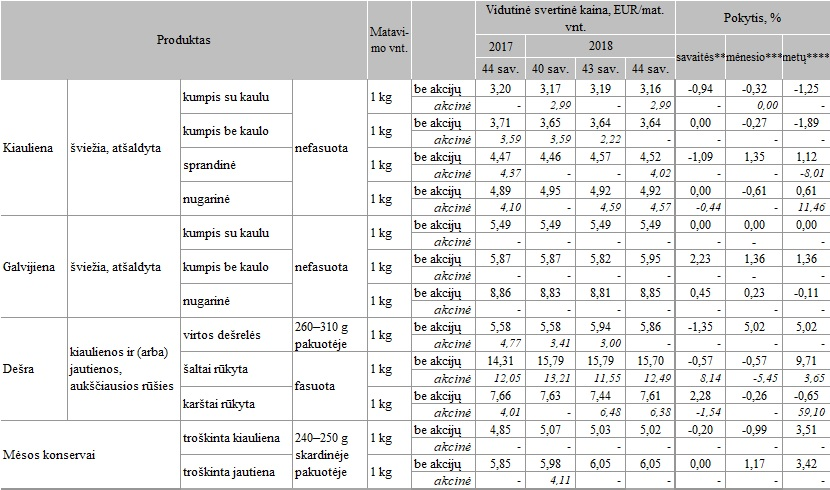 Produktas Matavi-mo vnt. Vidutinė svertinė kaina, EUR/mat. vnt. Pokytis, %
2017 2018 savaitės** mėnesio*** metų****
44 sav. 40 sav. 43 sav. 44 sav.
Kiauliena šviežia, atšaldyta kumpis su kaulu nefasuota 1 kg be akcijų 3,20 3,17 3,19 3,16 -0,94 -0,32 -1,25
akcinė - 2,99 - 2,99 - 0,00 -
kumpis be kaulo 1 kg be akcijų 3,71 3,65 3,64 3,64 0,00 -0,27 -1,89
akcinė 3,59 3,59 2,22 - - - -
sprandinė 1 kg be akcijų 4,47 4,46 4,57 4,52 -1,09 1,35 1,12
akcinė 4,37 - - 4,02 - - -8,01
nugarinė 1 kg be akcijų 4,89 4,95 4,92 4,92 0,00 -0,61 0,61
akcinė 4,10 - 4,59 4,57 -0,44 - 11,46
Galvijiena šviežia, atšaldyta kumpis su kaulu nefasuota 1 kg be akcijų 5,49 5,49 5,49 5,49 0,00 0,00 0,00
akcinė - - - - - - -
kumpis be kaulo 1 kg be akcijų 5,87 5,87 5,82 5,95 2,23 1,36 1,36
akcinė - - - - - - -
nugarinė 1 kg be akcijų 8,86 8,83 8,81 8,85 0,45 0,23 -0,11
akcinė - - - - - - -
Dešra kiaulienos ir (arba) jautienos, aukščiausios rūšies virtos dešrelės 260–310 g pakuotėje 1 kg be akcijų 5,58 5,58 5,94 5,86 -1,35 5,02 5,02
akcinė 4,77 3,41 3,00 - - - -
šaltai rūkyta fasuota 1 kg be akcijų 14,31 15,79 15,79 15,70 -0,57 -0,57 9,71
akcinė 12,05 13,21 11,55 12,49 8,14 -5,45 3,65
karštai rūkyta 1 kg be akcijų 7,66 7,63 7,44 7,61 2,28 -0,26 -0,65
akcinė 4,01 - 6,48 6,38 -1,54 - 59,10
Mėsos konservai troškinta kiauliena 240–250 g skardinėje pakuotėje 1 kg be akcijų 4,85 5,07 5,03 5,02 -0,20 -0,99 3,51
akcinė - - - - - - -
troškinta jautiena 1 kg be akcijų 5,85 5,98 6,05 6,05 0,00 1,17 3,42
akcinė - 4,11 - - - - -